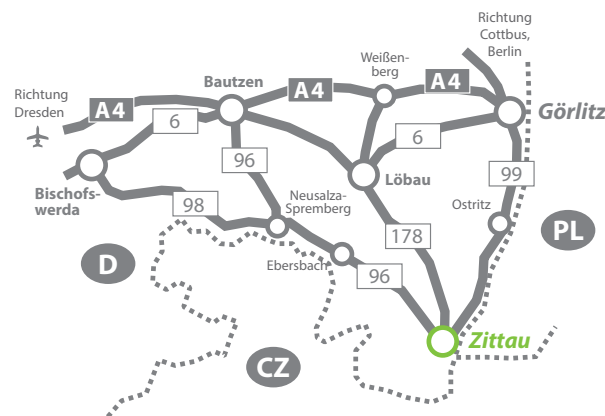 Richtung
Cottbus,
Berlin
Weißen-
berg
Bautzen
A4
A4
A4
Richtung
Dresden
Görlitz
6
6
96
Löbau
99
Bischofs-
werda
98
Neusalza-
Spremberg
Ostritz
178
PL
D
Ebersbach
96
Zittau
CZ